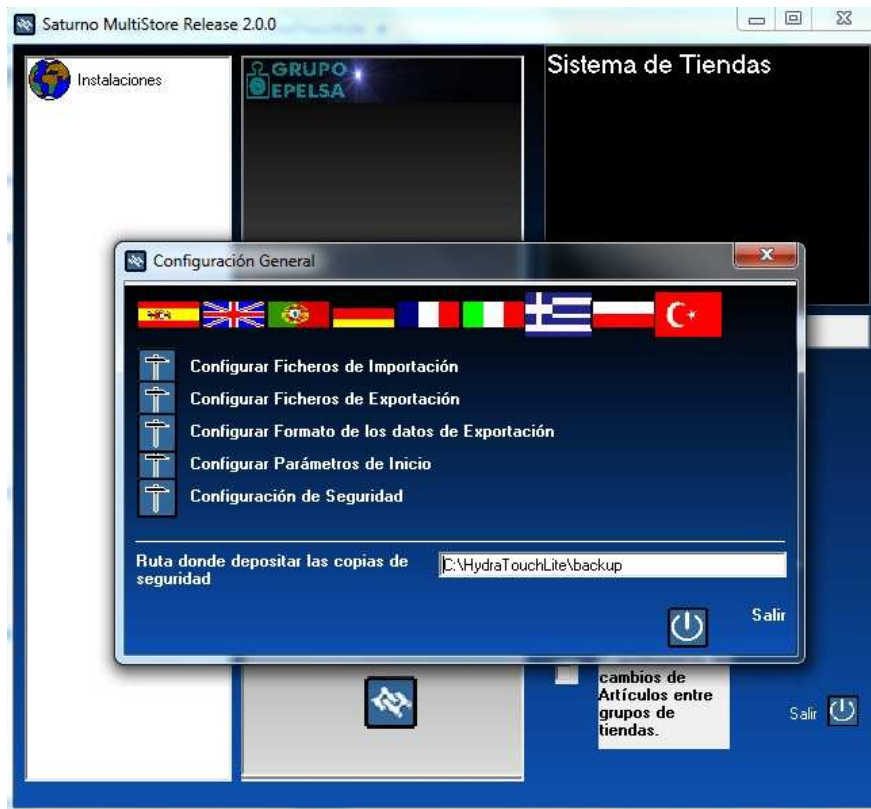 Saturno MultiStore Release 2.0.0
Instalaciones
GRUPO
EPELSA
Sistema de Tiendas
Configuración General
Configurar Ficheros de Importación
Configurar Ficheros de Exportación
Configurar Formato de los datos de Exportación
Configurar Parámetros de Inicio
Configuración de Seguridad
Ruta donde depositar las copias de
seguridad
C:\HydraTouchLite\backup
Salir
cambios de
Artículos entre
grupos de
tiendas.
Salir